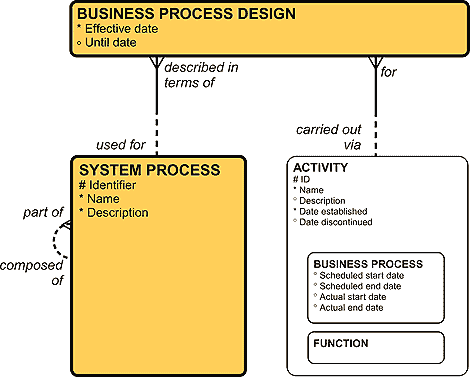 BUSINESS PROCESS DESIGN
* Effective date
o Until date
described in
terms of
for
used for
carried out
via
SYSTEM PROCESS
# Identifier
* Name
* Description
part of
composed
of
ACTIVITY
# ID
* Name
o Description
* Date established
o Date discontinued
BUSINESS PROCESS
o Scheduled start date
o Scheduled end date
o Actual start date
o Actual end date
FUNCTION